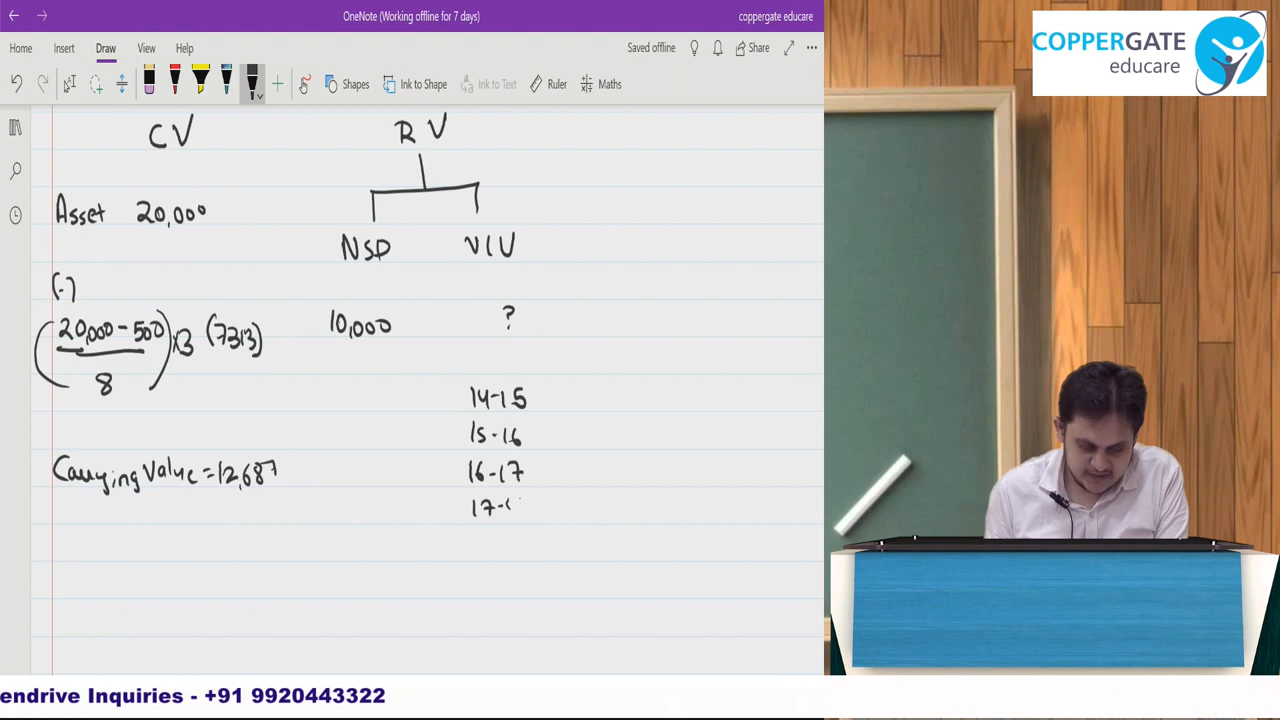 OneNote (Working offline for 7 days)
coppergate educare
Home Insert Draw View Help
Saved offline Share
Shapes Ink to Shape Ink to Text Ruler Maths
COPPERGATE
educare
CV
RV
Asset 20,000
NSP VIU
(-)
(20,000 - 500
8) x3 (7313)
10,000 ?
14-15
15-16
Carrying Value = 12,687
16-17
17-
endrive Inquiries - +91 9920443322